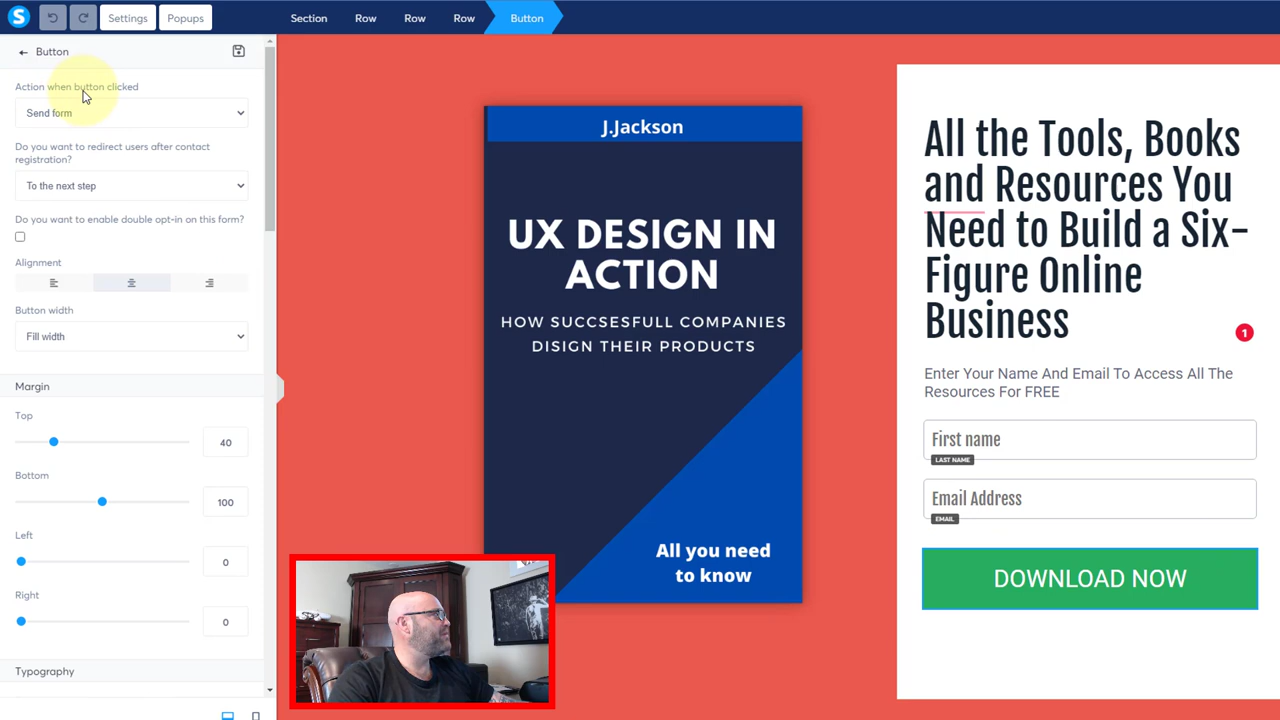 S
Settings
Popups
Section
Row
Row
Row
Button
Button
Action when button clicked
Send form
Do you want to redirect users after contact
registration?
To the next step
Do you want to enable double opt-in on this form?
Alignment
Button width
Fill width
Margin
Top
40
Bottom
100
Left
0
Right
0
Typography
J.Jackson
UX DESIGN IN
ACTION
HOW SUCCSESFULL COMPANIES
DISIGN THEIR PRODUCTS
All you need
to know
All the Tools, Books
and Resources You
Need to Build a Six-
Figure Online
Business
1
Enter Your Name And Email To Access All The
Resources For FREE
First name
LAST NAME
Email Address
EMAIL
DOWNLOAD NOW